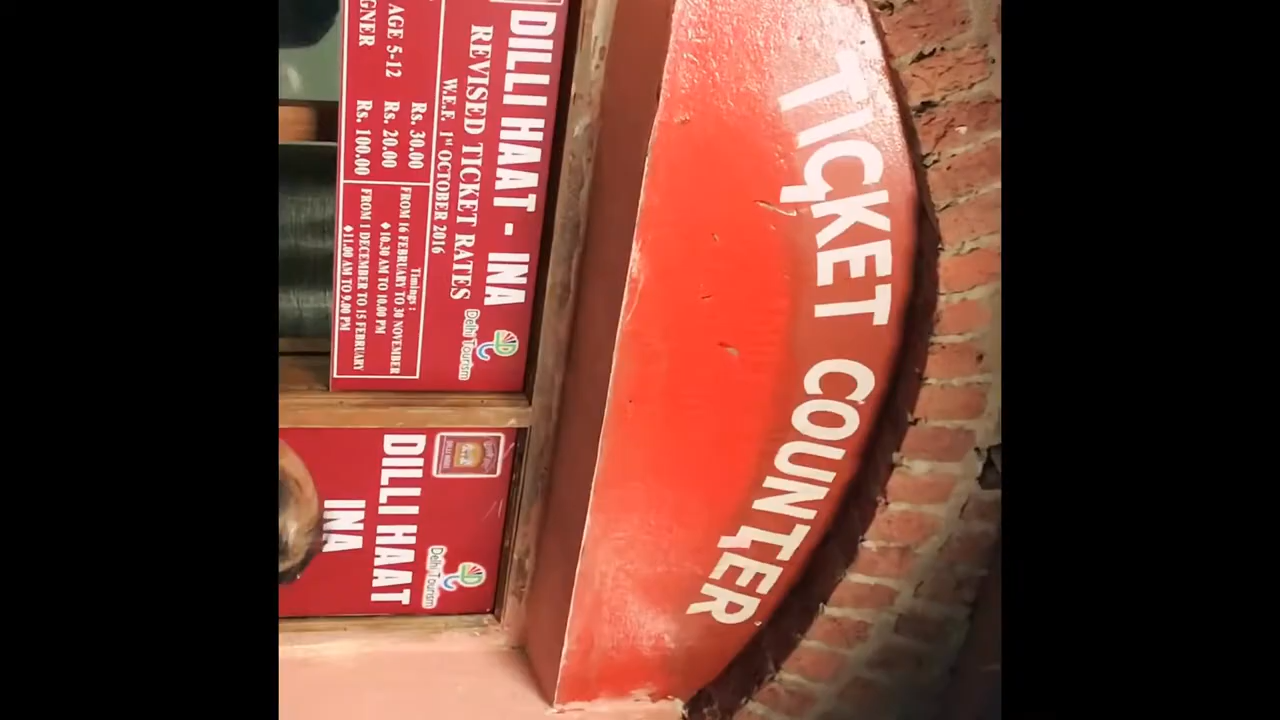 TICKET COUNTER
DILLI HAAT - INA
REVISED TICKET RATES
W.E.F. 1st OCTOBER 2016
Delhi Tourism
Rs. 30.00
AGE 5-12 Rs. 20.00
Rs. 100.00
Timings :
FROM 16 FEBRUARY TO 30 NOVEMBER
♦10.30 AM TO 10.00 PM
FROM 1 DECEMBER TO 15 FEBRUARY
♦11.00 AM TO 9.00 PM
DILLI HAAT
INA
Delhi Tourism